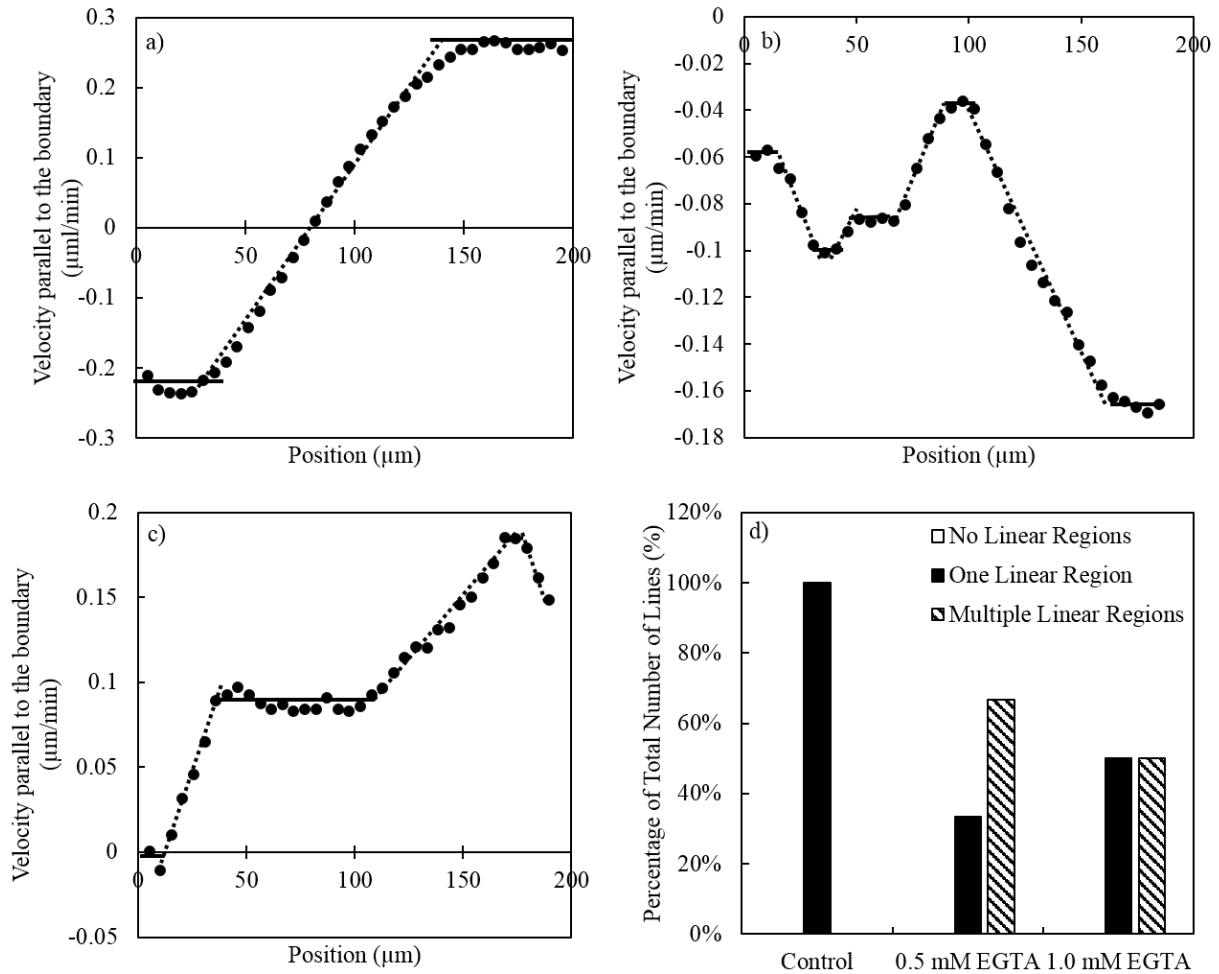 a)
0.3
0.2
0.1
0
-0.1
-0.2
-0.3
0 50 100 150 200
Velocity parallel to the boundary
(µml/min)
Position (µm)
b)
0
-0.02
-0.04
-0.06
-0.08
-0.1
-0.12
-0.14
-0.16
-0.18
0 50 100 150 200
Velocity parallel to the boundary
(µm/min)
Position (µm)
c)
0.2
0.15
0.1
0.05
0
-0.05
0 50 100 150 200
Velocity parallel to the boundary
(µm/min)
Position (µm)
d)
120%
100%
80%
60%
40%
20%
0%
Percentage of Total Number of Lines (%)
No Linear Regions
One Linear Region
Multiple Linear Regions
Control 0.5 mM EGTA 1.0 mM EGTA